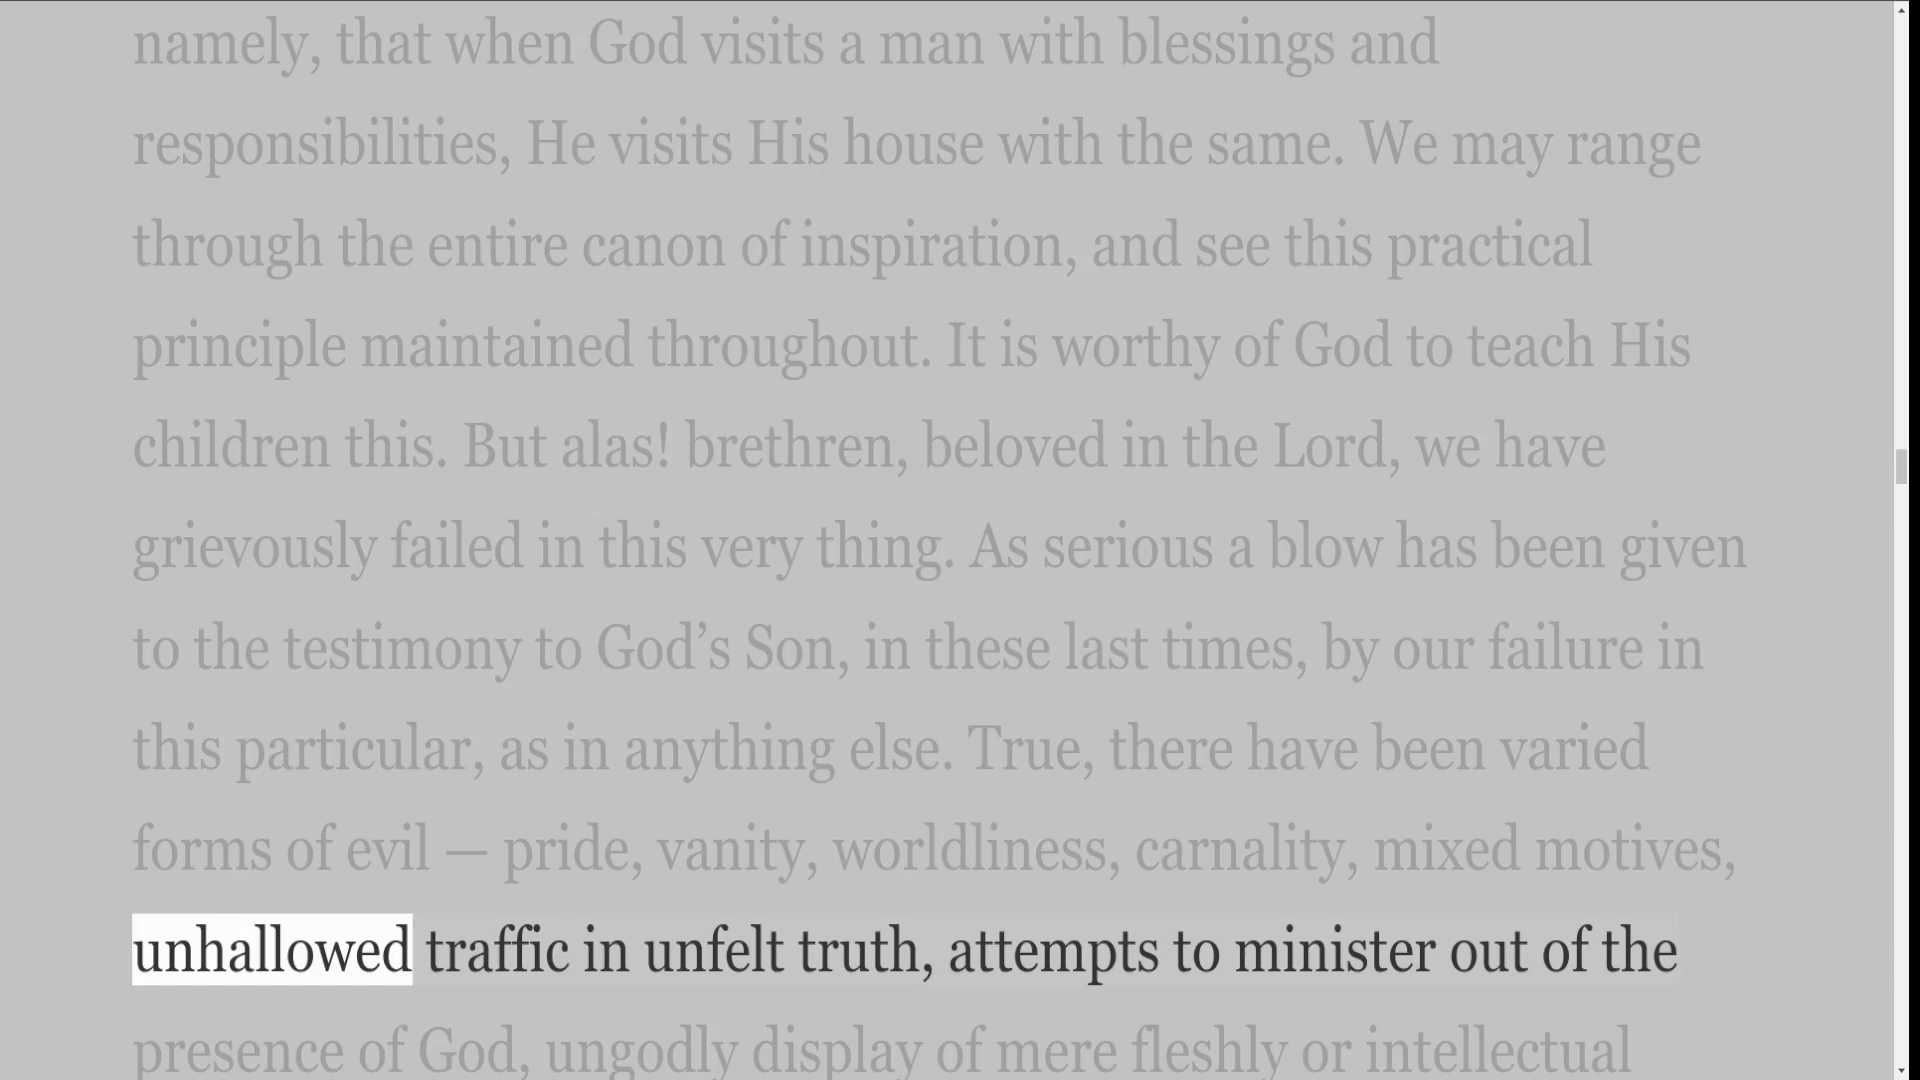 namely, that when God visits a man with blessings and
responsibilities, He visits His house with the same. We may range
through the entire canon of inspiration, and see this practical
principle maintained throughout. It is worthy of God to teach His
children this. But alas! brethren, beloved in the Lord, we have
grievously failed in this very thing. As serious a blow has been given
to the testimony to God’s Son, in these last times, by our failure in
this particular, as in anything else. True, there have been varied
forms of evil — pride, vanity, worldliness, carnality, mixed motives,
unhallowed traffic in unfelt truth, attempts to minister out of the
presence of God, ungodly display of mere fleshly or intellectual